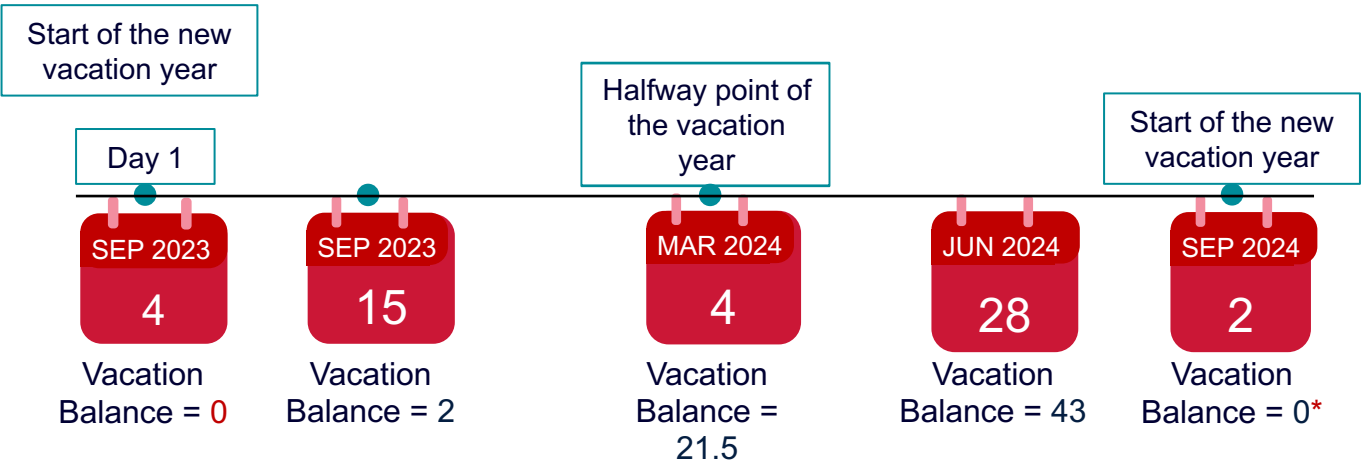 Start of the new
vacation year
Day 1
Halfway point of
the vacation
year
Start of the new
vacation year
SEP 2023
4
Vacation
Balance = 0
SEP 2023
15
Vacation
Balance = 2
MAR 2024
4
Vacation
Balance =
21.5
JUN 2024
28
Vacation
Balance = 43
SEP 2024
2
Vacation
Balance = 0*